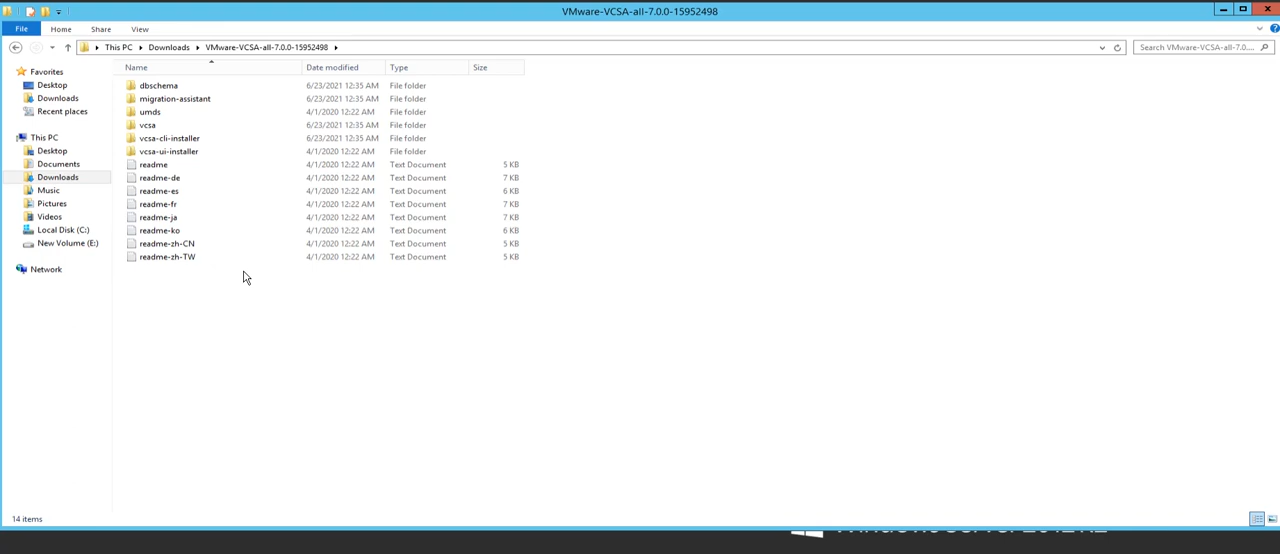 VMware-VCSA-all-7.0.0-15952498
File Home Share View
This PC Downloads VMware-VCSA-all-7.0.0-15952498
Search VMware-VCSA-all-7.0....
Name Date modified Type Size
Favorites
Desktop
Downloads
Recent places
This PC
Desktop
Documents
Downloads
Music
Pictures
Videos
Local Disk (C:)
New Volume (E:)
Network
dbschema 6/23/2021 12:35 AM File folder
migration-assistant 6/23/2021 12:35 AM File folder
umds 4/1/2020 12:22 AM File folder
vcsa 6/23/2021 12:35 AM File folder
vcsa-cli-installer 6/23/2021 12:35 AM File folder
vcsa-ui-installer 4/1/2020 12:22 AM File folder
readme 4/1/2020 12:22 AM Text Document 5 KB
readme-de 4/1/2020 12:22 AM Text Document 7 KB
readme-es 4/1/2020 12:22 AM Text Document 6 KB
readme-fr 4/1/2020 12:22 AM Text Document 7 KB
readme-ja 4/1/2020 12:22 AM Text Document 7 KB
readme-ko 4/1/2020 12:22 AM Text Document 6 KB
readme-zh-CN 4/1/2020 12:22 AM Text Document 5 KB
readme-zh-TW 4/1/2020 12:22 AM Text Document 5 KB
14 items